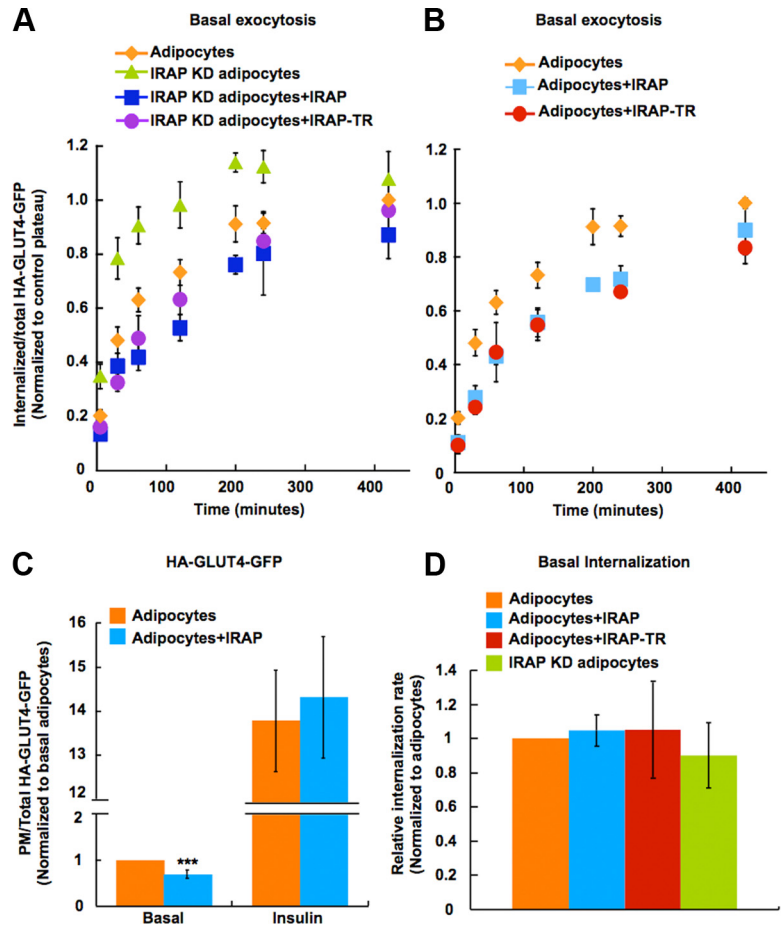 A
Basal exocytosis
Adipocytes
IRAP KD adipocytes
IRAP KD adipocytes+IRAP
IRAP KD adipocytes+IRAP-TR
Internalized/total HA-GLUT4-GFP
(Normalized to control plateau)
1.2
1.0
0.8
0.6
0.4
0.2
0
0 100 200 300 400
Time (minutes)
B
Basal exocytosis
Adipocytes
Adipocytes+IRAP
Adipocytes+IRAP-TR
1.2
1.0
0.8
0.6
0.4
0.2
0
0 100 200 300 400
Time (minutes)
C
HA-GLUT4-GFP
Adipocytes
Adipocytes+IRAP
PM/Total HA-GLUT4-GFP
(Normalized to basal adipocytes)
16
15
14
13
12
2
1
0
***
Basal Insulin
D
Basal Internalization
Adipocytes
Adipocytes+IRAP
Adipocytes+IRAP-TR
IRAP KD adipocytes
Relative internalization rate
(Normalized to adipocytes)
1.4
1.2
1
0.8
0.6
0.4
0.2
0